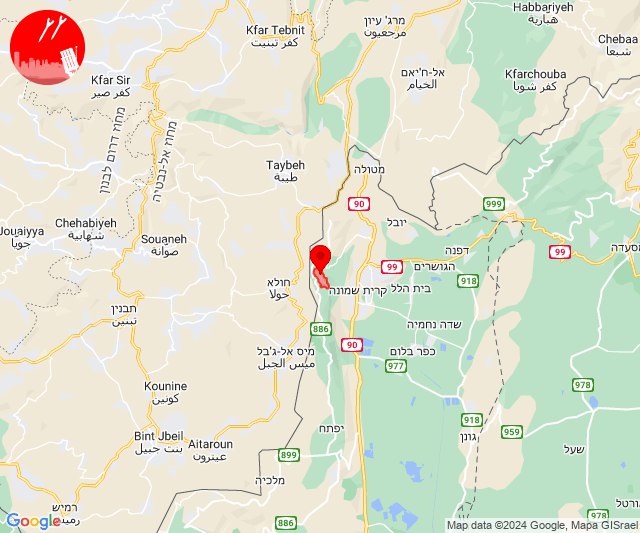 Habbariyeh
هبارية
Kfar Tebnit
كفر تبنيت
מרג' עיון
مرجعيون
Chebaa
شبعا
Kfar Sir
كفر صير
אל-ח'יאם
الخيام
Kfarchouba
كفر شوبا
מחוז דרום לבנון
מחוז אל-נבטיה
Taybeh
طيبة
מטולה
90
999
Jouaiyya
جويا
Chehabiyeh
شهابية
Souaneh
صوانة
יובל
דפנה
99
מסעדה
99
הגושרים
918
חולא
حولا
קרית שמונה
בית הלל
תבנין
تبنين
886
שדה נחמיה
90
מיס אל-ג'בל
ميس الجبل
כפר בלום
977
978
Kounine
كونين
Bint Jbeil
بنت جبيل
Aitaroun
عيترون
יפתח
918
גונן
959
שעל
899
מלכיה
978
רמיש
886
Google
Map data ©2024 Google, Mapa GISrael